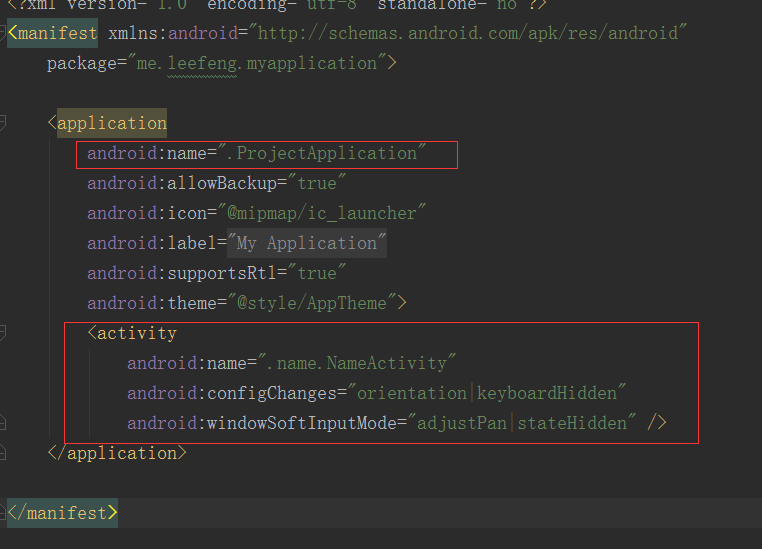 <?xml version="1.0" encoding="utf-8" standalone="no"?>
<manifest xmlns:android="http://schemas.android.com/apk/res/android"
package="me.leefeng.myapplication">
<application
android:name=".ProjectApplication"
android:allowBackup="true"
android:icon="@mipmap/ic_launcher"
android:label="My Application"
android:supportsRtl="true"
android:theme="@style/AppTheme">
<activity
android:name=".name.NameActivity"
android:configChanges="orientation|keyboardHidden"
android:windowSoftInputMode="adjustPan|stateHidden" />
</application>
</manifest>